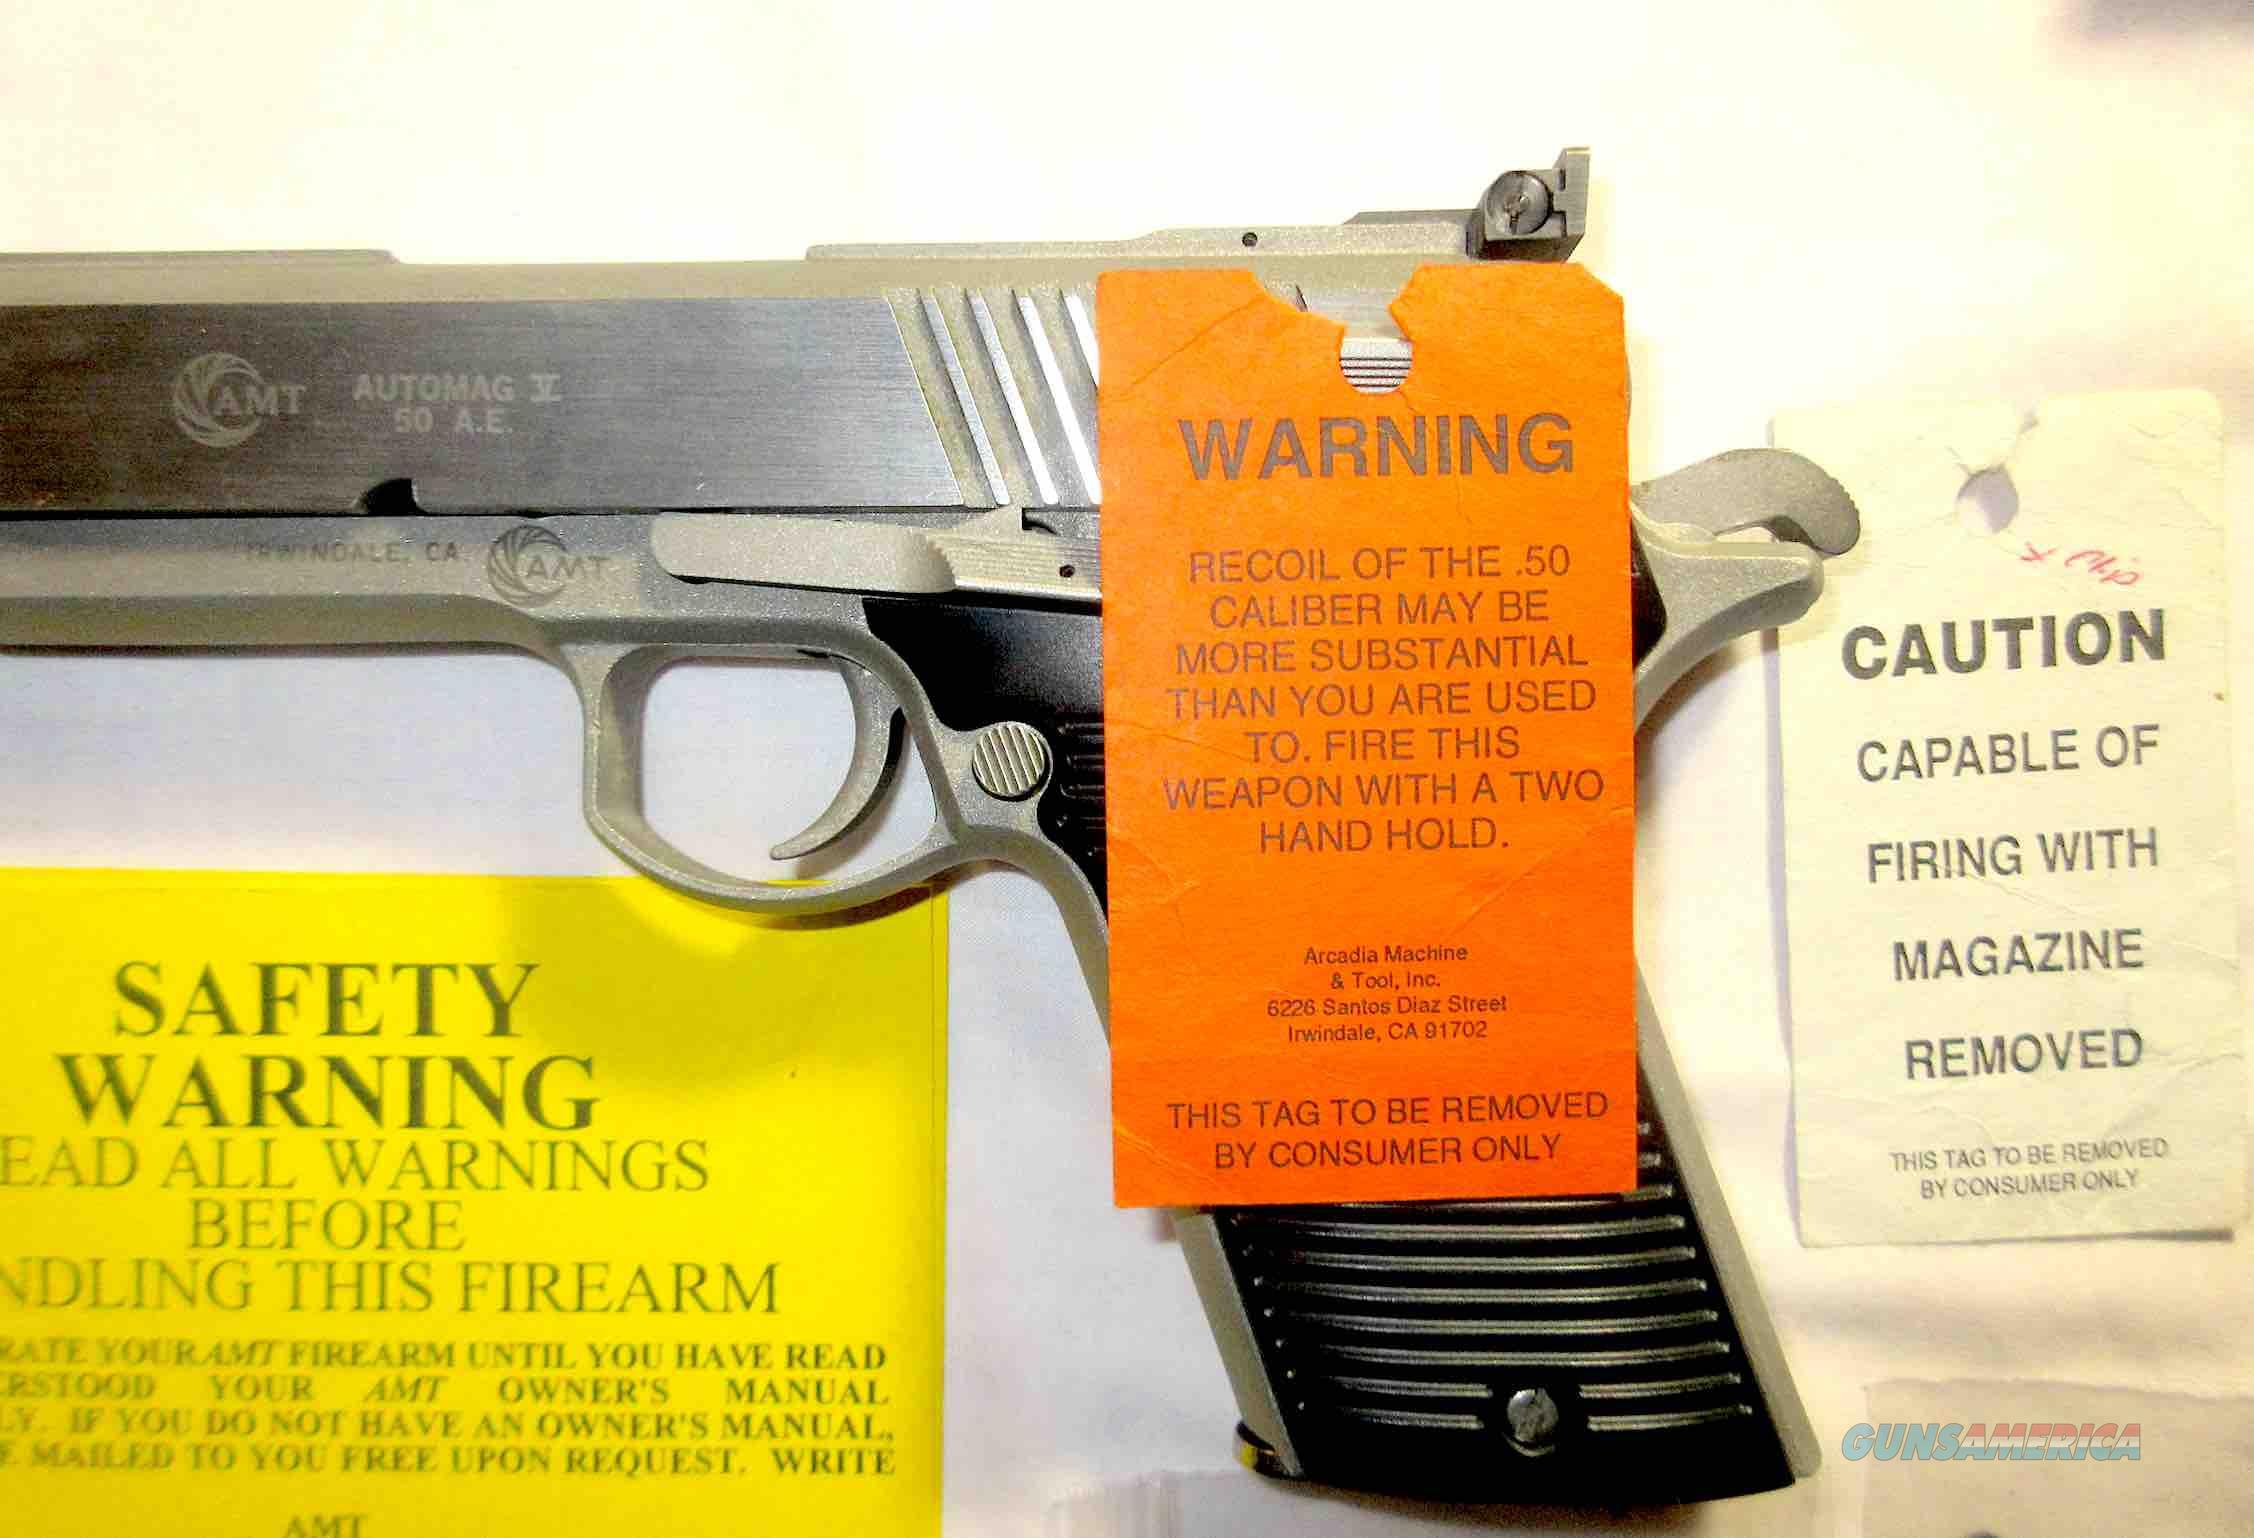 AMT
AUTOMAG V
50 A.E.
IRWINDALE, CA AMT
WARNING
RECOIL OF THE .50
CALIBER MAY BE
MORE SUBSTANTIAL
THAN YOU ARE USED
TO. FIRE THIS
WEAPON WITH A TWO
HAND HOLD.
Arcadia Machine
& Tool, Inc.
6226 Santos Diaz Street
Irwindale, CA 91702
THIS TAG TO BE REMOVED
BY CONSUMER ONLY
CAUTION
CAPABLE OF
FIRING WITH
MAGAZINE
REMOVED
THIS TAG TO BE REMOVED
BY CONSUMER ONLY
SAFETY
WARNING
EAD ALL WARNINGS
BEFORE
NDLING THIS FIREARM
RATE YOUR AMT FIREARM UNTIL YOU HAVE READ
ERSTOOD YOUR AMT OWNER'S MANUAL
LY. IF YOU DO NOT HAVE AN OWNER'S MANUAL,
E MAILED TO YOU FREE UPON REQUEST. WRITE
AMT
GUNSAMERICA